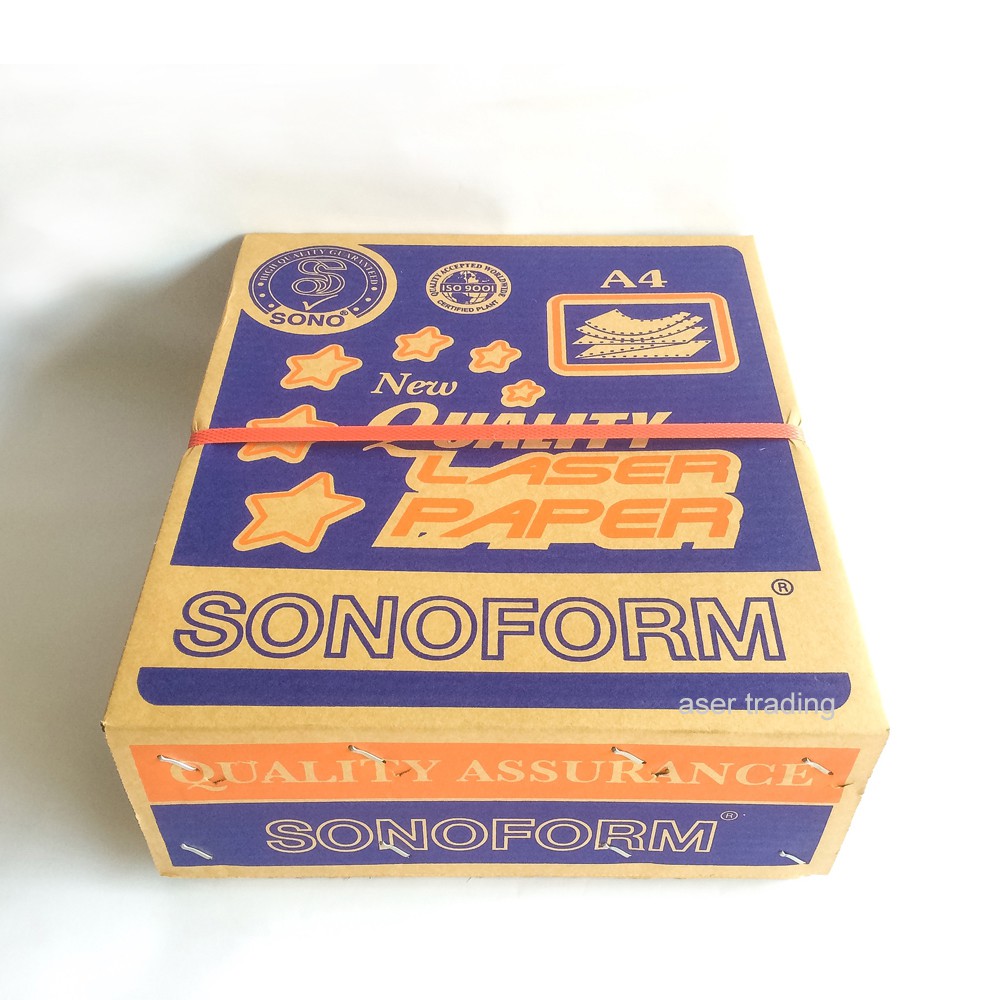 HIGH QUALITY GUARANTEED
SONO®
QUALITY ACCEPTED WORLDWIDE
ISO 9001
CERTIFIED PLANT
A4
New
QUALITY
LASER
PAPER
SONOFORM®
aser trading
QUALITY ASSURANCE
SONOFORM®